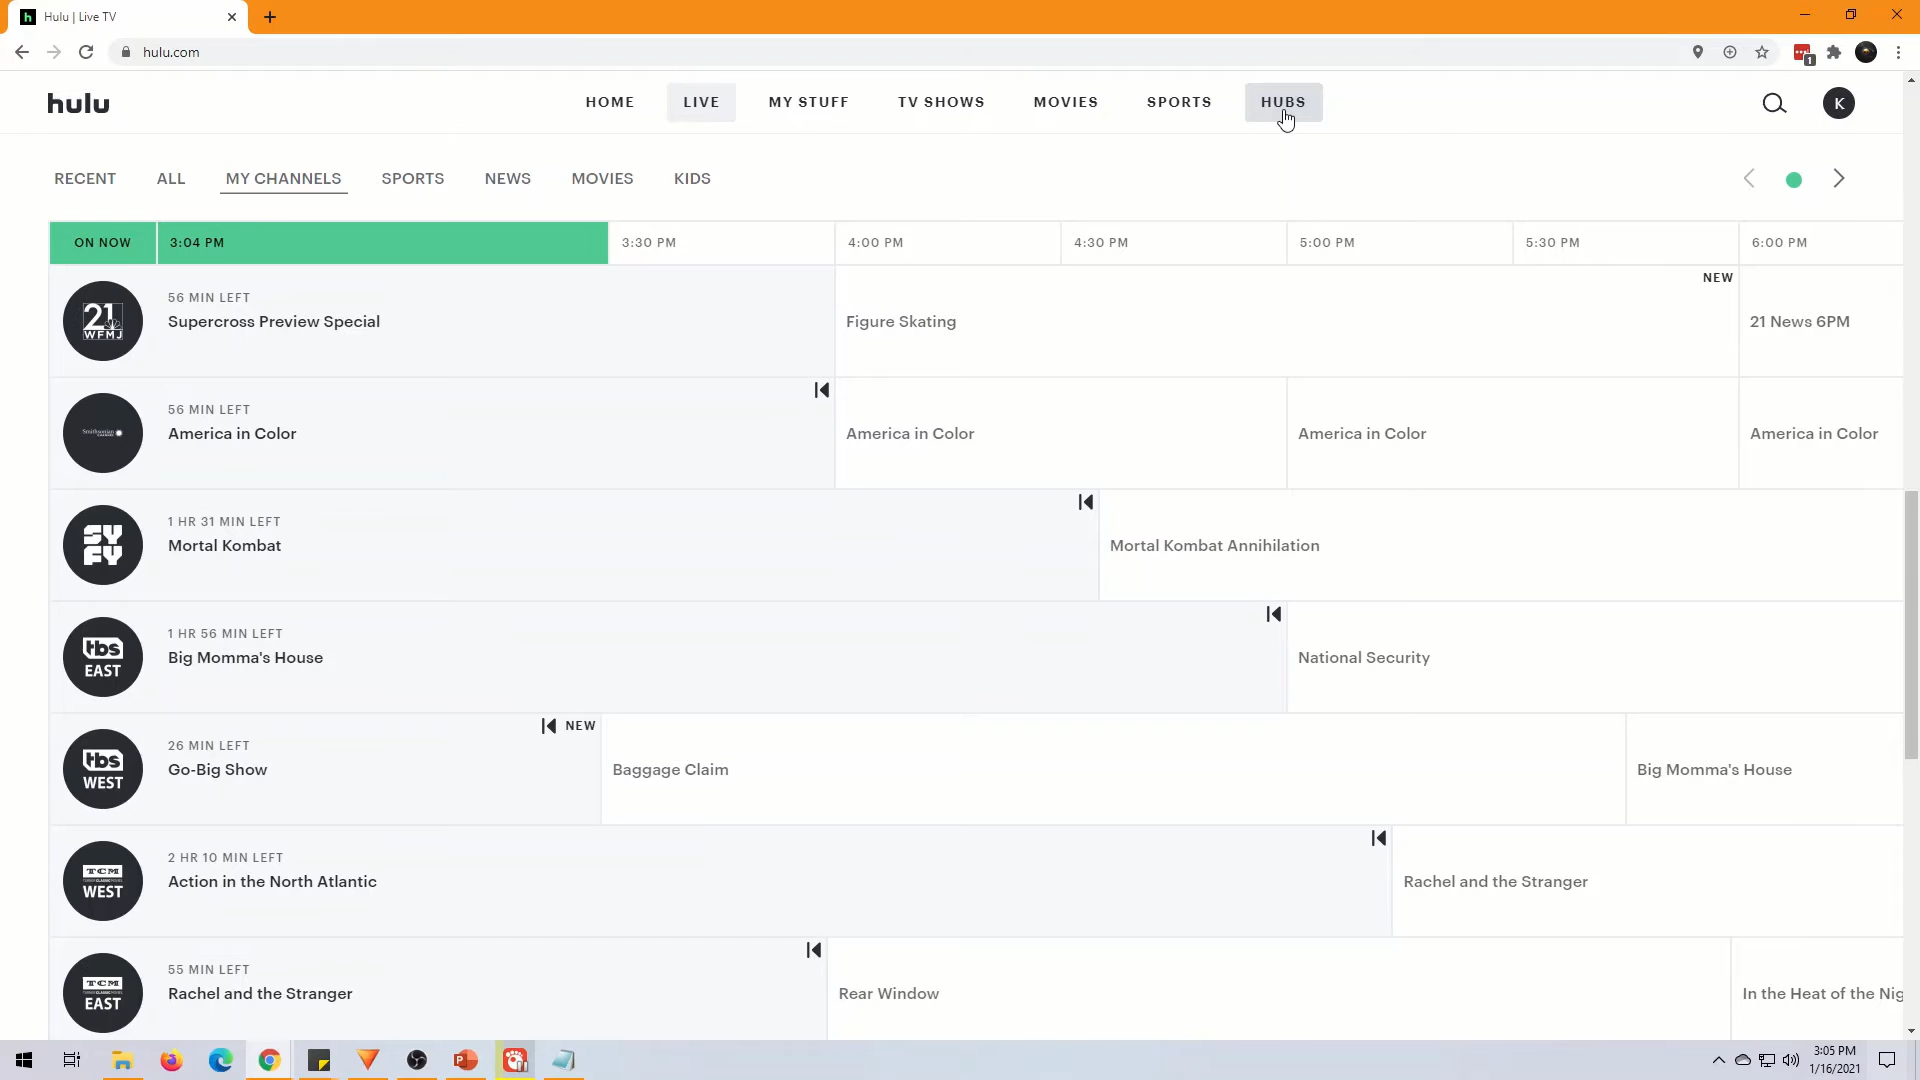 Hulu | Live TV
hulu.com
hulu
HOME LIVE MY STUFF TV SHOWS MOVIES SPORTS HUBS
K
RECENT ALL MY CHANNELS SPORTS NEWS MOVIES KIDS
ON NOW 3:04 PM 3:30 PM 4:00 PM 4:30 PM 5:00 PM 5:30 PM 6:00 PM
21 WFMJ
56 MIN LEFT
Supercross Preview Special
Figure Skating
NEW
21 News 6PM
Smithsonian CHANNEL
56 MIN LEFT
America in Color
America in Color
America in Color
America in Color
SYFY
1 HR 31 MIN LEFT
Mortal Kombat
Mortal Kombat Annihilation
tbs EAST
1 HR 56 MIN LEFT
Big Momma's House
National Security
tbs WEST
26 MIN LEFT
Go-Big Show
NEW
Baggage Claim
Big Momma's House
TCM WEST
2 HR 10 MIN LEFT
Action in the North Atlantic
Rachel and the Stranger
TCM EAST
55 MIN LEFT
Rachel and the Stranger
Rear Window
In the Heat of the Nig
3:05 PM
1/16/2021